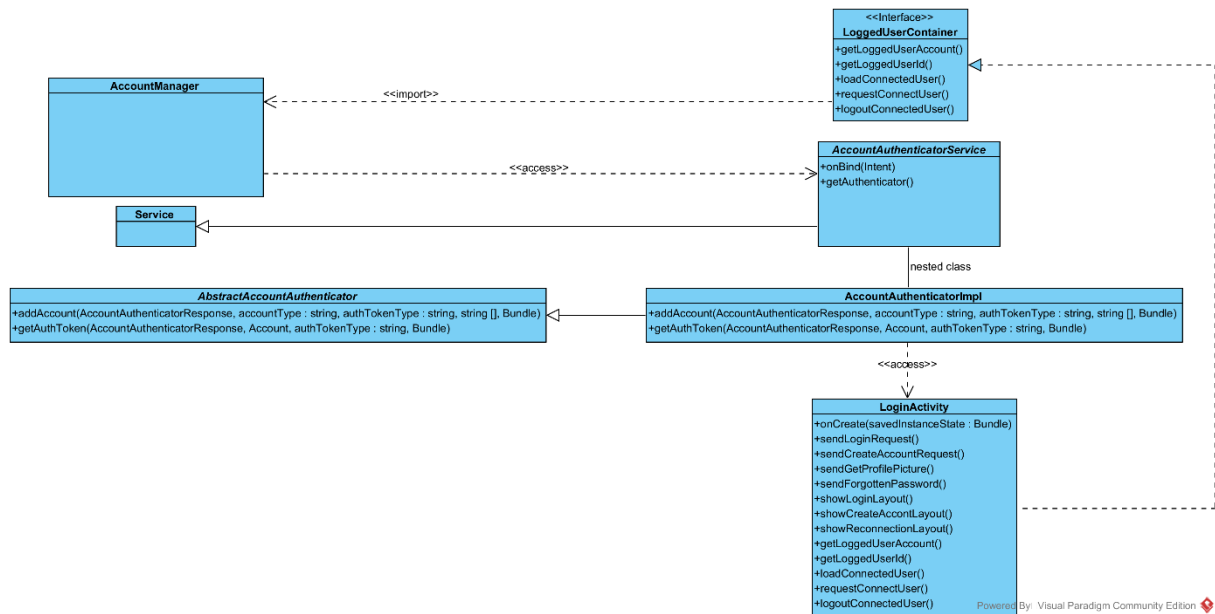 <<Interface>>
LoggedUserContainer
+getLoggedUserAccount()
+getLoggedUserId()
+loadConnectedUser()
+requestConnectUser()
+logoutConnectedUser()
AccountManager
<<import>>
AccountAuthenticatorService
+onBind(Intent)
+getAuthenticator()
<<access>>
Service
nested class
AbstractAccountAuthenticator
+addAccount(AccountAuthenticatorResponse, accountType : string, authTokenType : string, string [], Bundle)
+getAuthToken(AccountAuthenticatorResponse, Account, authTokenType : string, Bundle)
AccountAuthenticatorImpl
+addAccount(AccountAuthenticatorResponse, accountType : string, authTokenType : string, string [], Bundle)
+getAuthToken(AccountAuthenticatorResponse, Account, authTokenType : string, Bundle)
<<access>>
LoginActivity
+onCreate(savedInstanceState : Bundle)
+sendLoginRequest()
+sendCreateAccountRequest()
+sendGetProfilePicture()
+sendForgottenPassword()
+showLoginLayout()
+showCreateAccontLayout()
+showReconnectionLayout()
+getLoggedUserAccount()
+getLoggedUserId()
+loadConnectedUser()
+requestConnectUser()
+logoutConnectedUser()
Powered By: Visual Paradigm Community Edition